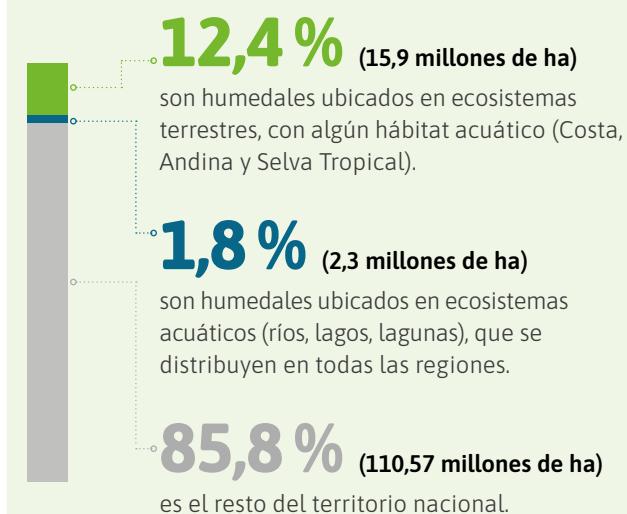 12,4 % (15,9 millones de ha)
son humedales ubicados en ecosistemas
terrestres, con algún hábitat acuático (Costa,
Andina y Selva Tropical).
1,8 % (2,3 millones de ha)
son humedales ubicados en ecosistemas
acuáticos (ríos, lagos, lagunas), que se
distribuyen en todas las regiones.
85,8 % (110,57 millones de ha)
es el resto del territorio nacional.